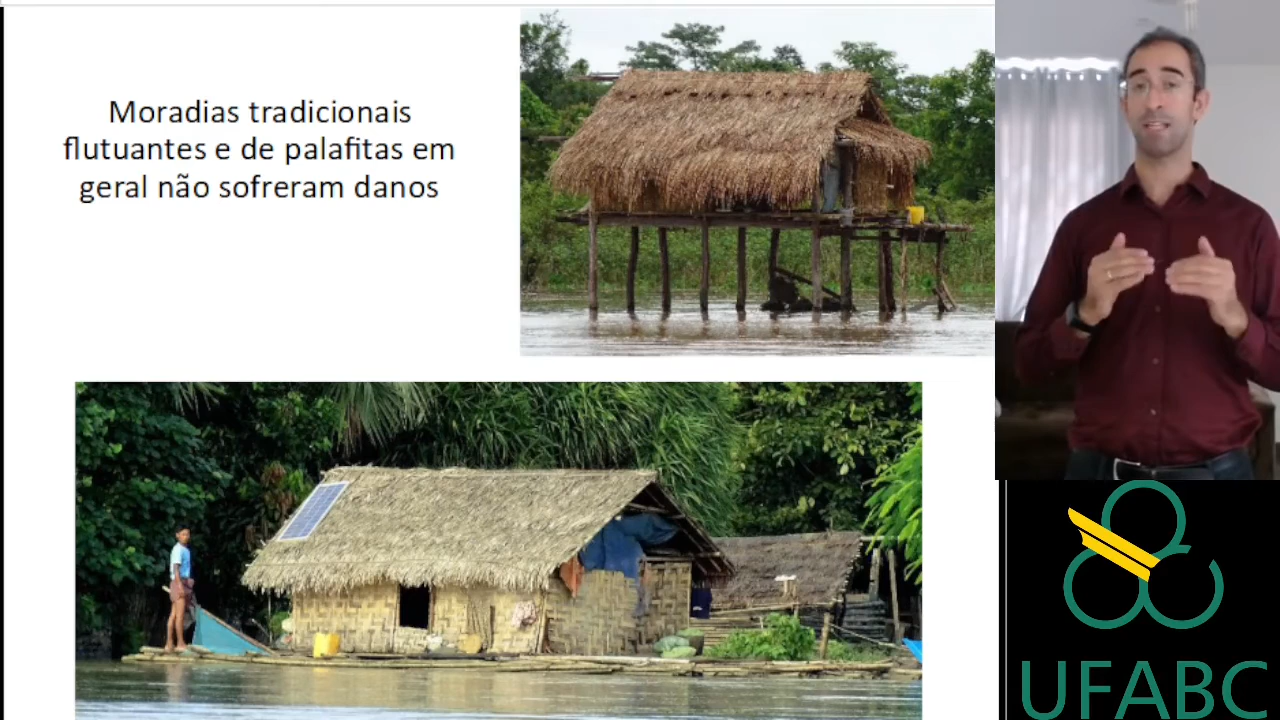 Moradias tradicionais
flutuantes e de palafitas em
geral não sofreram danos
UFABC